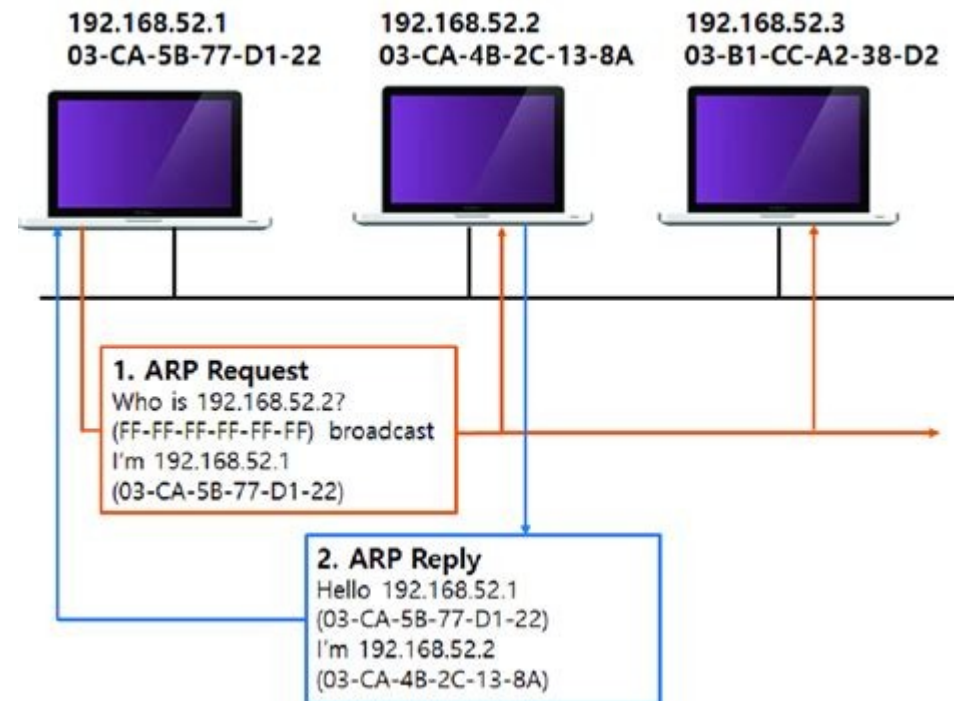 192.168.52.1
03-CA-5B-77-D1-22
192.168.52.2
03-CA-4B-2C-13-8A
192.168.52.3
03-B1-CC-A2-38-D2
1. ARP Request
Who is 192.168.52.2?
(FF-FF-FF-FF-FF-FF) broadcast
I'm 192.168.52.1
(03-CA-5B-77-D1-22)
2. ARP Reply
Hello 192.168.52.1
(03-CA-5B-77-D1-22)
I'm 192.168.52.2
(03-CA-4B-2C-13-8A)